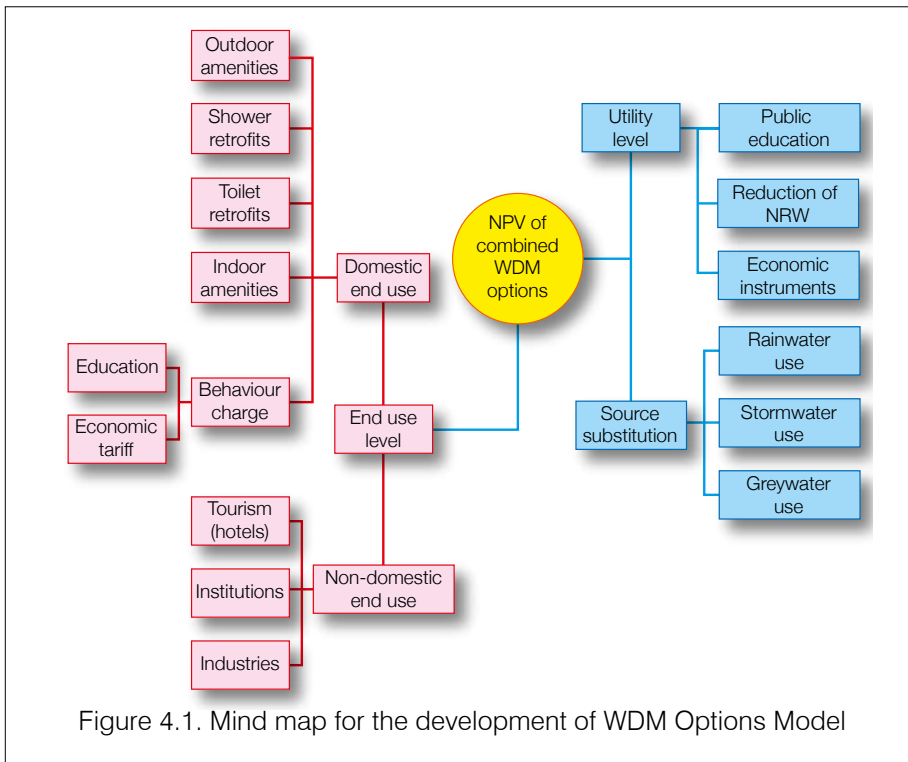 Outdoor
amenities
Shower
retrofits
Toilet
retrofits
Indoor
amenities
Domestic
end use
Education
Economic
tariff
Behaviour
charge
End use
level
Tourism
(hotels)
Institutions
Industries
Non-domestic
end use
NPV of
combined
WDM
options
Utility
level
Public
education
Reduction of
NRW
Economic
instruments
Source
substitution
Rainwater
use
Stormwater
use
Greywater
use
Figure 4.1. Mind map for the development of WDM Options Model